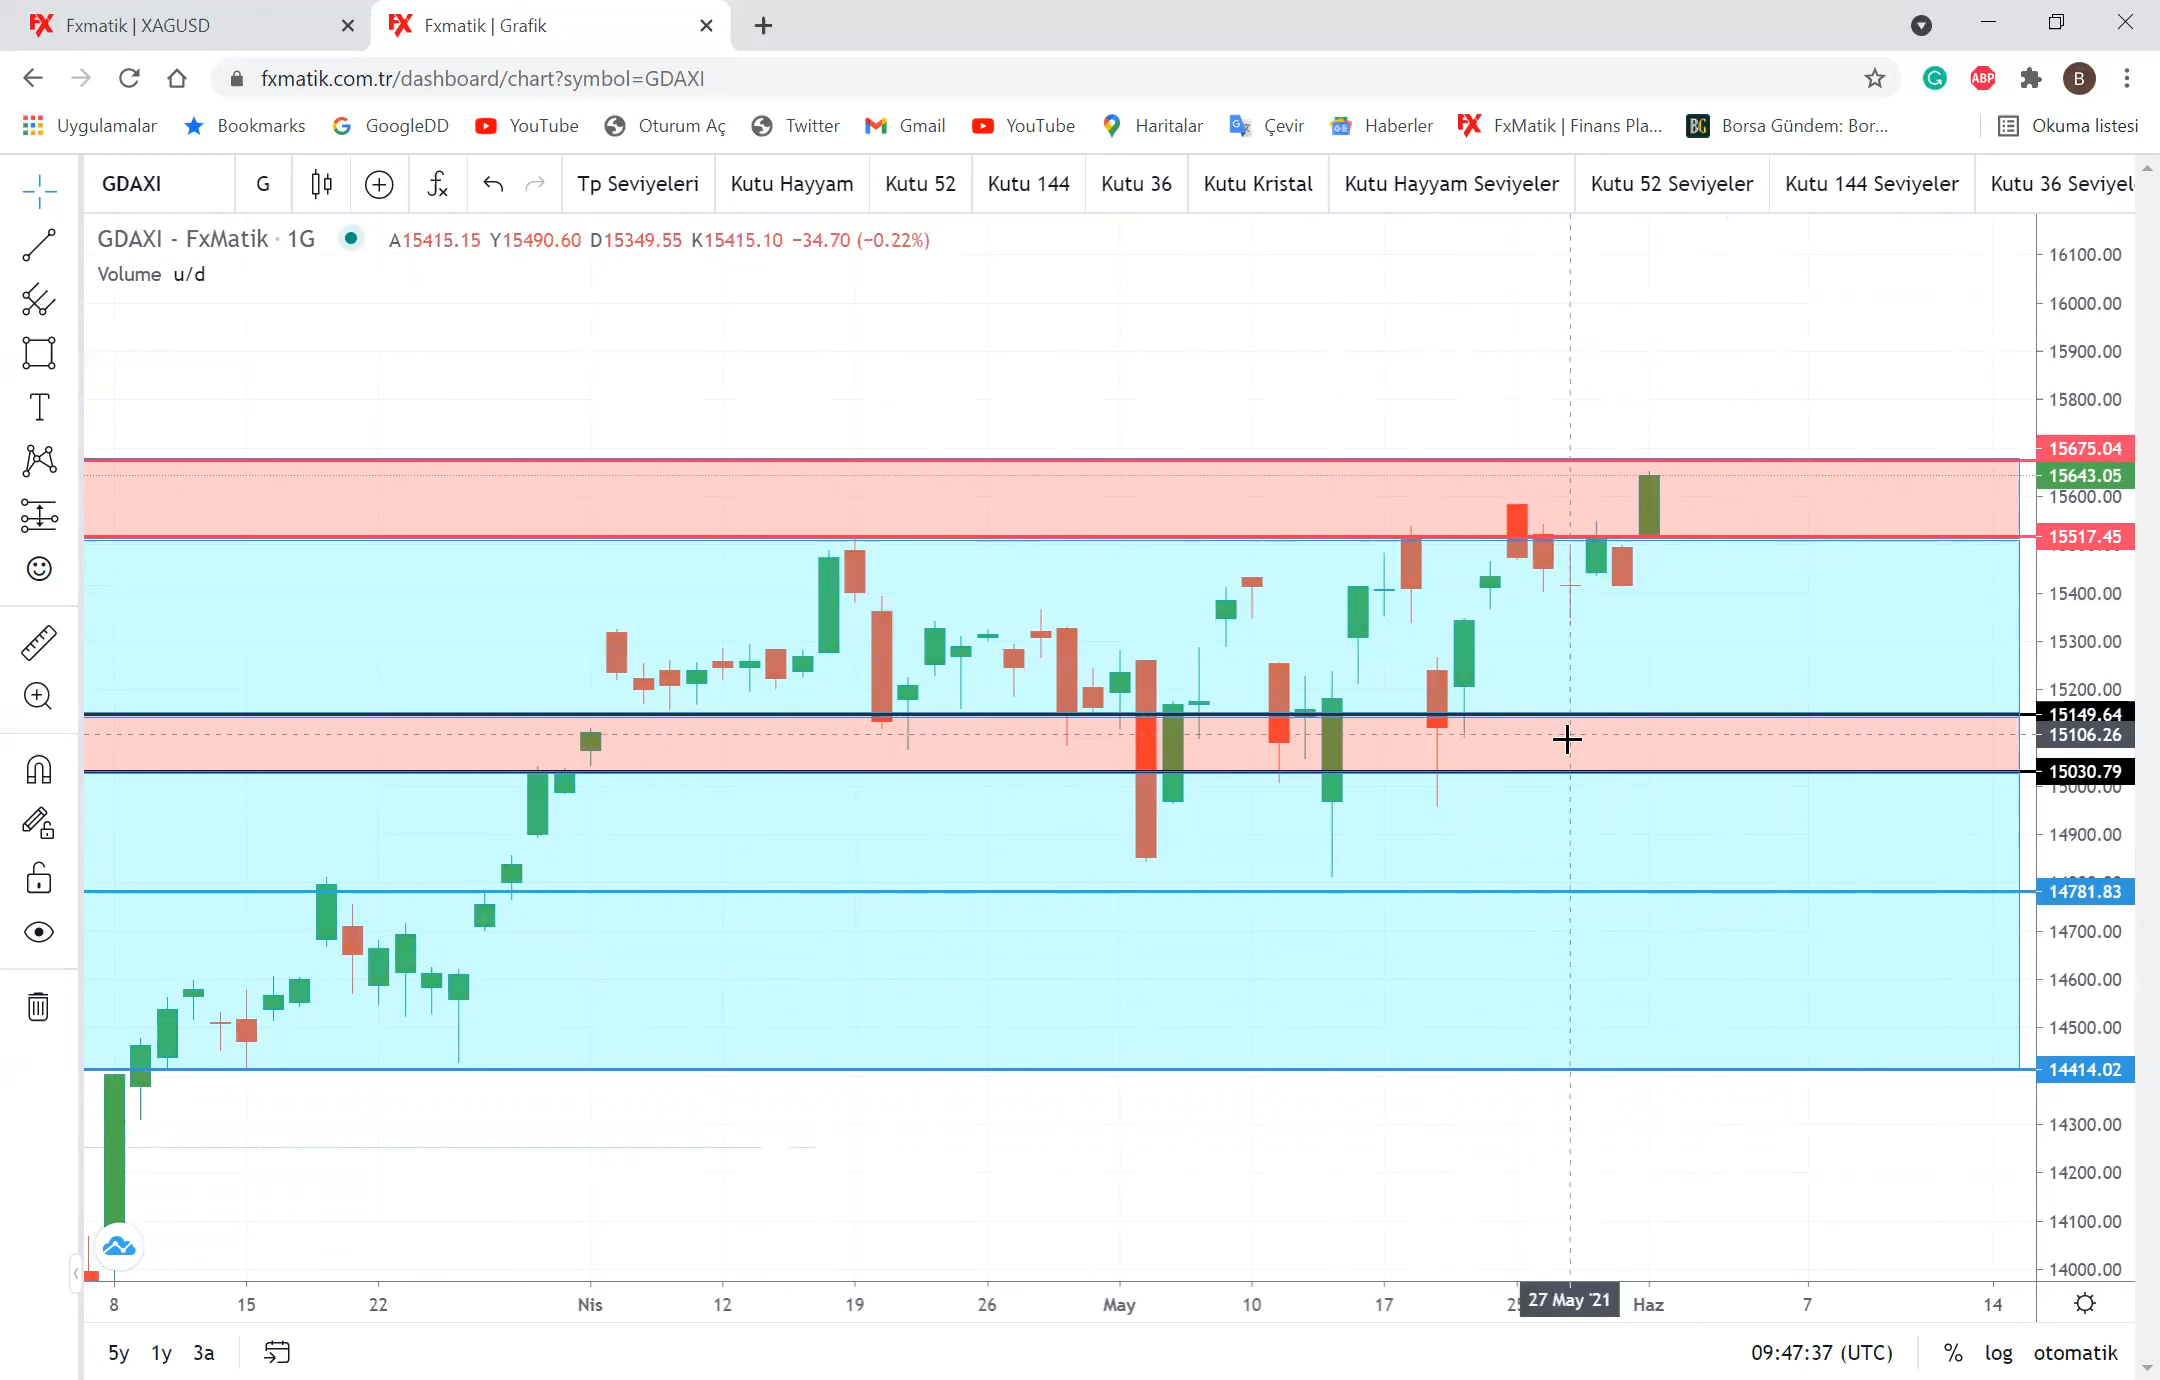 Fxmatik | XAGUSD
Fxmatik | Grafik
fxmatik.com.tr/dashboard/chart?symbol=GDAXI
ABP
B
Uygulamalar
Bookmarks
GoogleDD
YouTube
Oturum Aç
Twitter
Gmail
YouTube
Haritalar
Çevir
Haberler
FxMatik | Finans Pla...
Borsa Gündem: Bor...
Okuma listesi
GDAXI
G
Tp Seviyeleri
Kutu Hayyam
Kutu 52
Kutu 144
Kutu 36
Kutu Kristal
Kutu Hayyam Seviyeler
Kutu 52 Seviyeler
Kutu 144 Seviyeler
Kutu 36 Seviyel
GDAXI - FxMatik · 1G
A15415.15 Y15490.60 D15349.55 K15415.10 −34.70 (−0.22%)
Volume u/d
16100.00
16000.00
15900.00
15800.00
15675.04
15643.05
15600.00
15517.45
15400.00
15300.00
15200.00
15149.64
15106.26
15030.79
15000.00
14900.00
14781.83
14700.00
14600.00
14500.00
14414.02
14300.00
14200.00
14100.00
14000.00
8
15
22
Nis
12
19
26
May
10
17
27 May '21
Haz
7
14
5y
1y
3a
09:47:37 (UTC)
%
log
otomatik